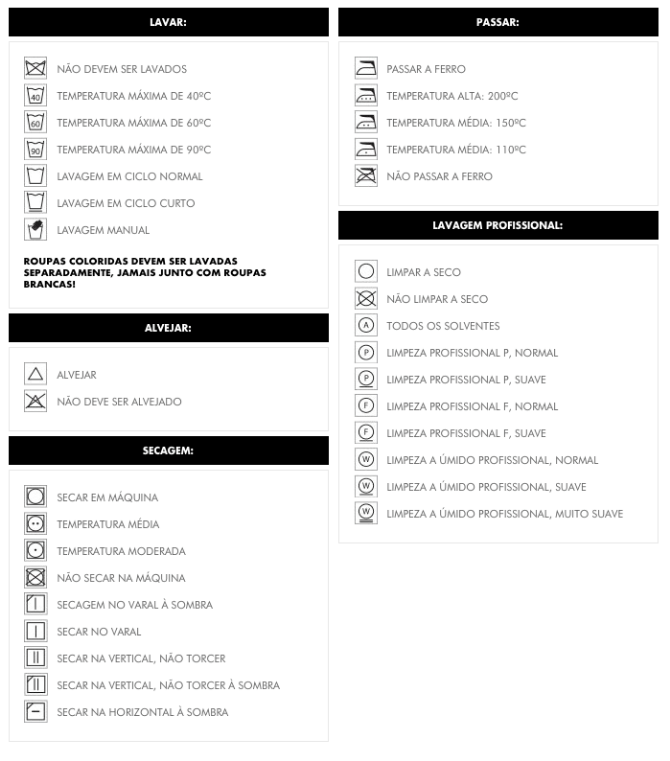 LAVAR:
NÃO DEVEM SER LAVADOS
40 TEMPERATURA MÁXIMA DE 40ºC
60 TEMPERATURA MÁXIMA DE 60ºC
90 TEMPERATURA MÁXIMA DE 90ºC
LAVAGEM EM CICLO NORMAL
LAVAGEM EM CICLO CURTO
LAVAGEM MANUAL
ROUPAS COLORIDAS DEVEM SER LAVADAS
SEPARADAMENTE, JAMAIS JUNTO COM ROUPAS
BRANCAS!
ALVEJAR:
ALVEJAR
NÃO DEVE SER ALVEJADO
SECAGEM:
SECAR EM MÁQUINA
TEMPERATURA MÉDIA
TEMPERATURA MODERADA
NÃO SECAR NA MÁQUINA
SECAGEM NO VARAL À SOMBRA
SECAR NO VARAL
SECAR NA VERTICAL, NÃO TORCER
SECAR NA VERTICAL, NÃO TORCER À SOMBRA
SECAR NA HORIZONTAL À SOMBRA
PASSAR:
PASSAR A FERRO
TEMPERATURA ALTA: 200ºC
TEMPERATURA MÉDIA: 150ºC
TEMPERATURA MÉDIA: 110ºC
NÃO PASSAR A FERRO
LAVAGEM PROFISSIONAL:
LIMPAR A SECO
NÃO LIMPAR A SECO
A TODOS OS SOLVENTES
P LIMPEZA PROFISSIONAL P, NORMAL
P LIMPEZA PROFISSIONAL P, SUAVE
F LIMPEZA PROFISSIONAL F, NORMAL
F LIMPEZA PROFISSIONAL F, SUAVE
W LIMPEZA A ÚMIDO PROFISSIONAL, NORMAL
W LIMPEZA A ÚMIDO PROFISSIONAL, SUAVE
W LIMPEZA A ÚMIDO PROFISSIONAL, MUITO SUAVE